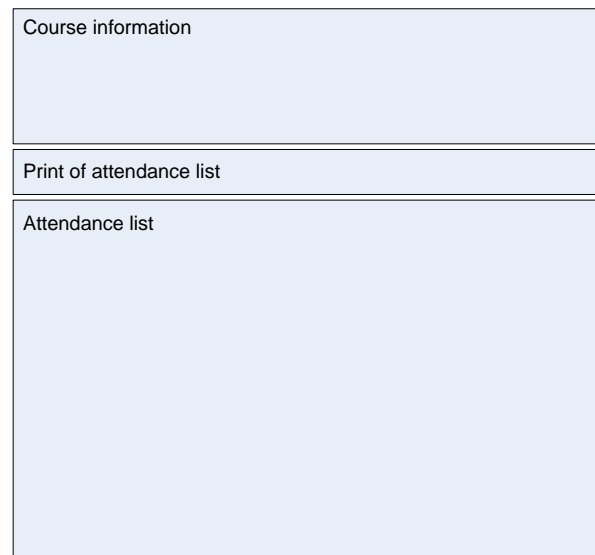 Course information
Print of attendance list
Attendance list